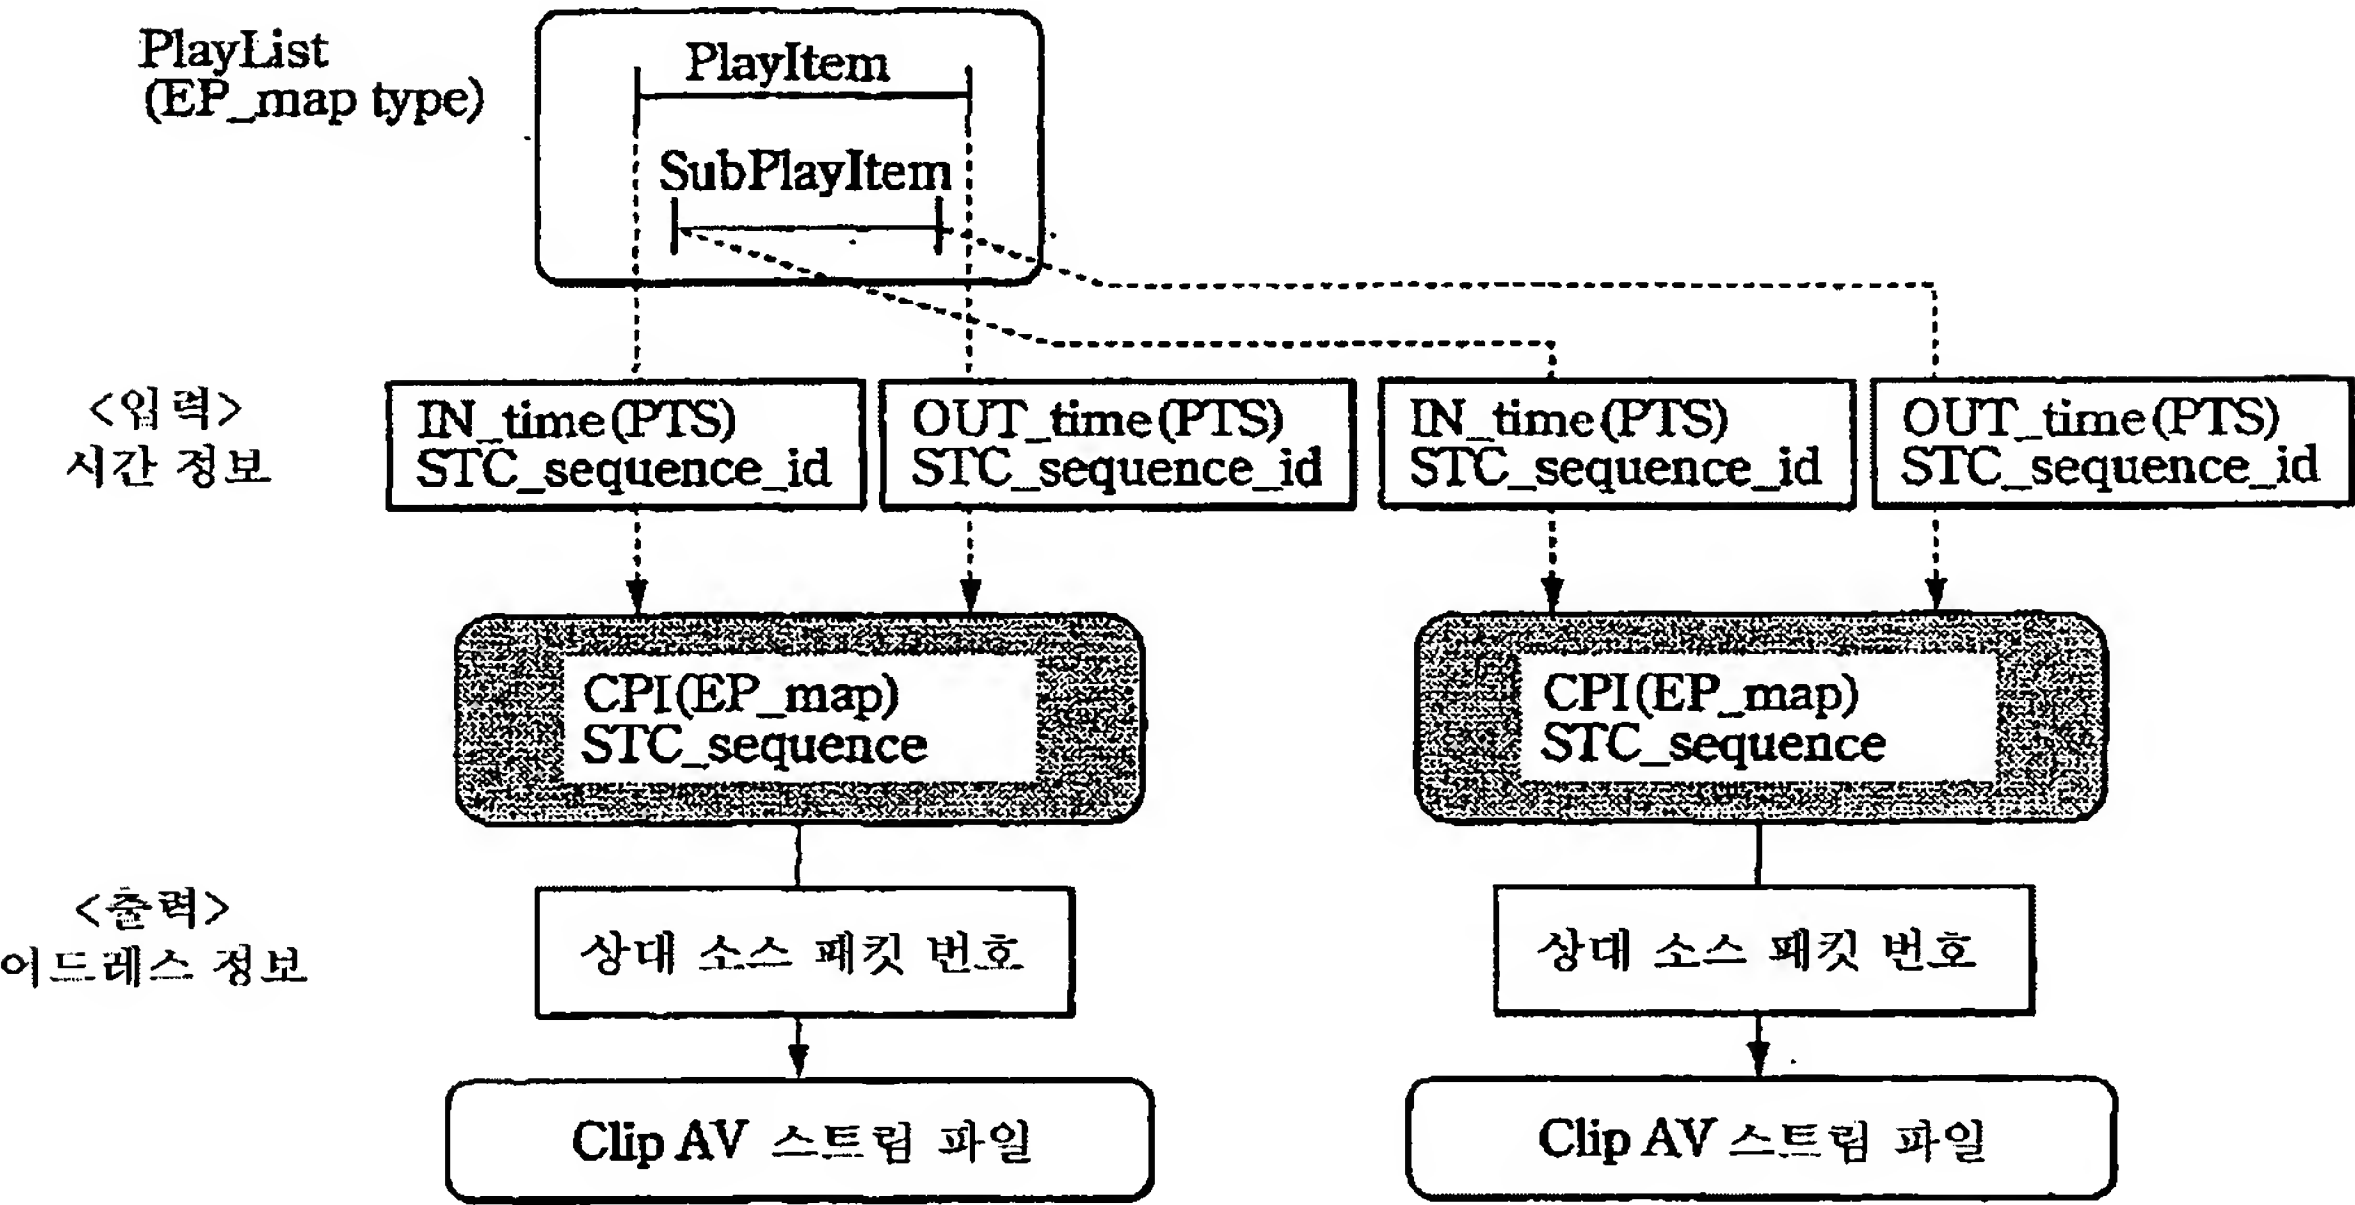 PlayList
(EP_map type)
PlayItem
SubPlayItem
<입력>
시간 정보
IN_time(PTS)
STC_sequence_id
OUT_time(PTS)
STC_sequence_id
IN_time(PTS)
STC_sequence_id
OUT_time(PTS)
STC_sequence_id
CPI(EP_map)
STC_sequence
CPI(EP_map)
STC_sequence
<출력>
어드레스 정보
상대 소스 패킷 번호
상대 소스 패킷 번호
Clip AV 스트림 파일
Clip AV 스트림 파일